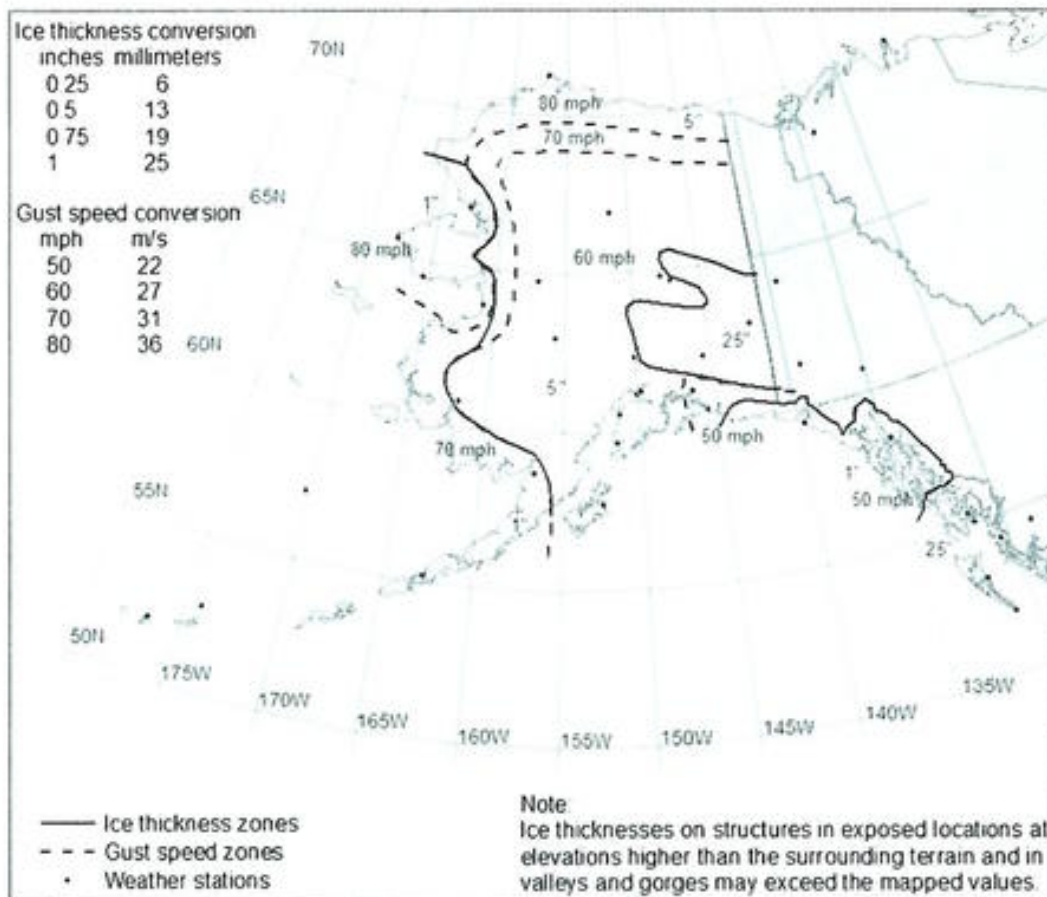 Ice thickness conversion
inches millimeters
0 25 6
0 5 13
0 75 19
1 25
Gust speed conversion
mph m/s
50 22
60 27
70 31
80 36
70N
65N
60N
55N
50N
175W
170W
165W
160W
155W
150W
145W
140W
135W
80 mph
5"
70 mph
1"
80 mph
60 mph
25"
5"
50 mph
70 mph
1"
50 mph
1"
25"
Ice thickness zones
Gust speed zones
Weather stations
Note:
Ice thicknesses on structures in exposed locations at
elevations higher than the surrounding terrain and in
valleys and gorges may exceed the mapped values.